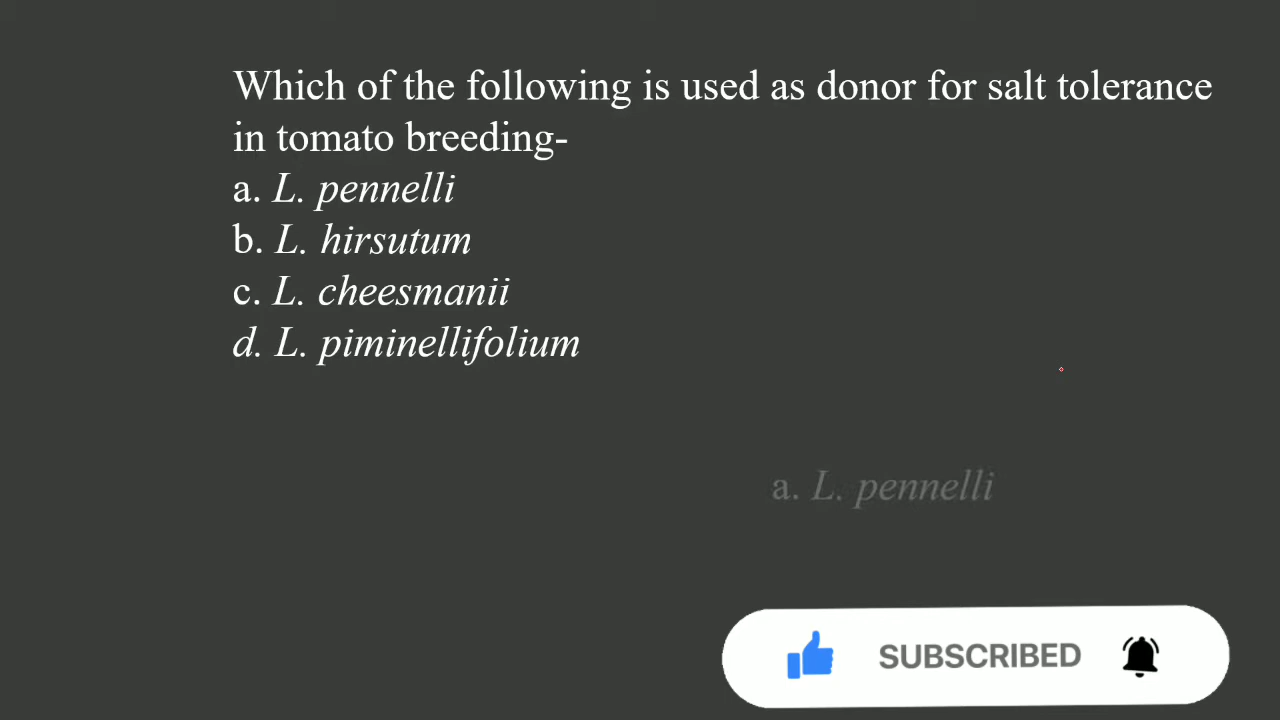 Which of the following is used as donor for salt tolerance
in tomato breeding-
a. L. pennelli
b. L. hirsutum
c. L. cheesmanii
d. L. piminellifolium
a. L. pennelli
SUBSCRIBED